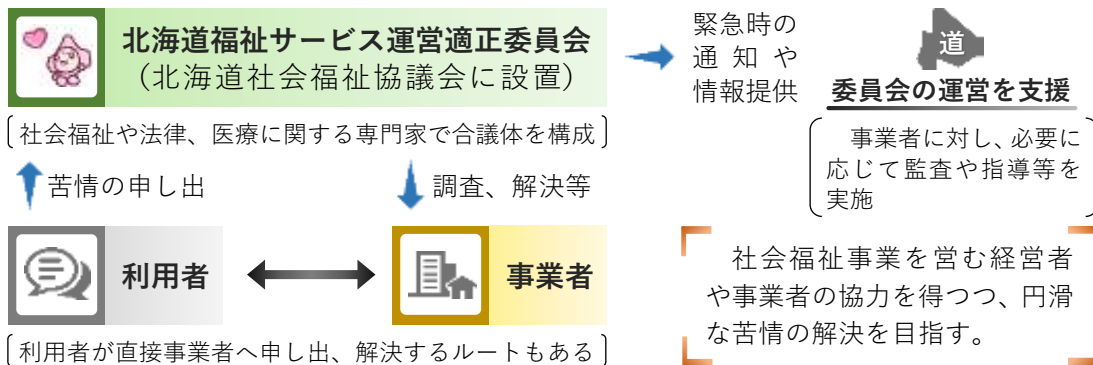 北海道福祉サービス運営適正委員会
（北海道社会福祉協議会に設置）
社会福祉や法律、医療に関する専門家で合議体を構成
緊急時の
通知や
情報提供
道
委員会の運営を支援
事業者に対し、必要に
応じて監査や指導等を
実施
苦情の申し出
調査、解決等
利用者
事業者
利用者が直接事業者へ申し出、解決するルートもある
社会福祉事業を営む経営者
や事業者の協力を得つつ、円滑
な苦情の解決を目指す。